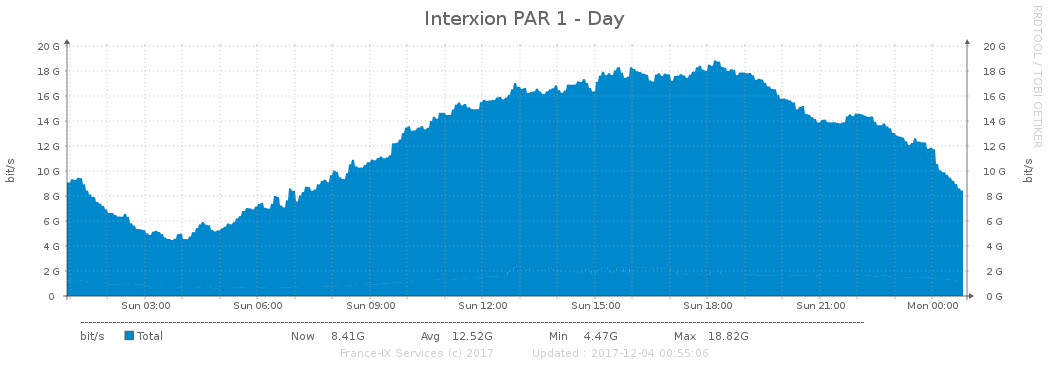 Interxion PAR 1 - Day
RRDTOOL / TOBI OETIKER
20 G 20 G
18 G 18 G
16 G 16 G
14 G 14 G
12 G 12 G
10 G 10 G
8 G 8 G
6 G 6 G
4 G 4 G
2 G 2 G
0 0 G
bit/s bit/s
Sun 03:00 Sun 06:00 Sun 09:00 Sun 12:00 Sun 15:00 Sun 18:00 Sun 21:00 Mon 00:00
bit/s Total Now 8.41G Avg 12.52G Min 4.47G Max 18.82G
France-IX Services (c) 2017 Updated : 2017-12-04 00:55:06